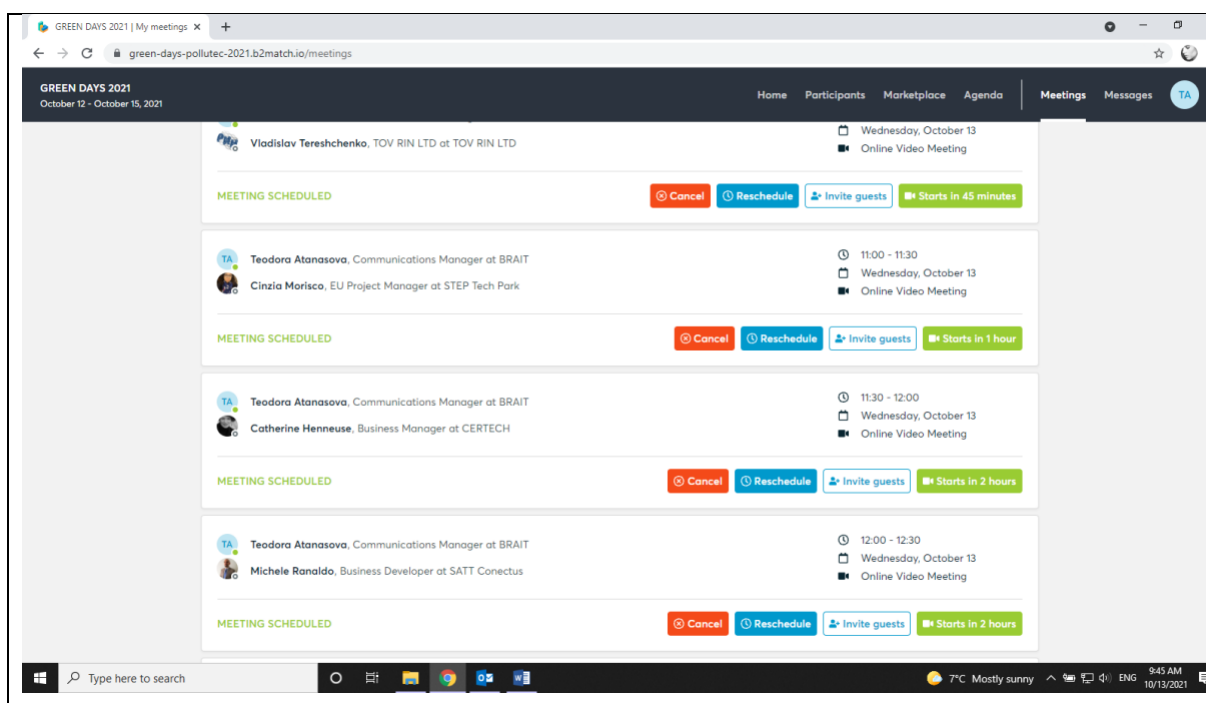 GREEN DAYS 2021 | My meetings
green-days-pollutec-2021.b2match.io/meetings
GREEN DAYS 2021
October 12 - October 15, 2021
Home Participants Marketplace Agenda Meetings Messages TA
Wednesday, October 13
Vladislav Tereshchenko, TOV RIN LTD at TOV RIN LTD
Online Video Meeting
MEETING SCHEDULED Cancel Reschedule Invite guests Starts in 45 minutes
TA Teodora Atanasova, Communications Manager at BRAIT
11:00 - 11:30
Wednesday, October 13
Cinzia Morisco, EU Project Manager at STEP Tech Park
Online Video Meeting
MEETING SCHEDULED Cancel Reschedule Invite guests Starts in 1 hour
TA Teodora Atanasova, Communications Manager at BRAIT
11:30 - 12:00
Wednesday, October 13
Catherine Henneuse, Business Manager at CERTECH
Online Video Meeting
MEETING SCHEDULED Cancel Reschedule Invite guests Starts in 2 hours
TA Teodora Atanasova, Communications Manager at BRAIT
12:00 - 12:30
Wednesday, October 13
Michele Ranaldo, Business Developer at SATT Conectus
Online Video Meeting
MEETING SCHEDULED Cancel Reschedule Invite guests Starts in 2 hours
Type here to search
7°C Mostly sunny ENG
9:45 AM
10/13/2021